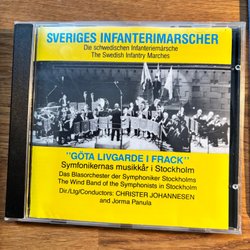 SVERIGES INFANTERIMARSCHER
Die schwedischen Infanteriemärsche
The Swedish Infantry Marches
"GÖTA LIVGARDE I FRACK"
Symfonikernas musikkår i Stockholm
Das Blasorchester der Symphoniker Stockholms
The Wind Band of the Symphonists in Stockholm
Dir./Ltg/Conductors: CHRISTER JOHANNESEN
and Jorma Panula